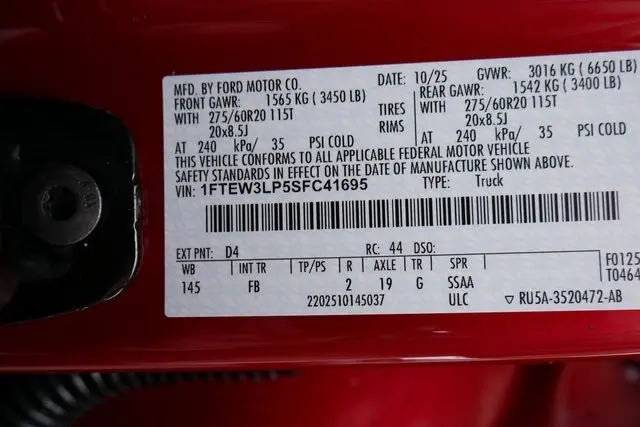 MFD. BY FORD MOTOR CO. DATE: 10/25 GVWR: 3016 KG ( 6650 LB)
FRONT GAWR: 1565 KG ( 3450 LB) REAR GAWR: 1542 KG ( 3400 LB)
WITH 275/60R20 115T TIRES WITH 275/60R20 115T
20x8.5J RIMS 20x8.5J
AT 240 kPa/ 35 PSI COLD AT 240 kPa/ 35 PSI COLD
THIS VEHICLE CONFORMS TO ALL APPLICABLE FEDERAL MOTOR VEHICLE
SAFETY STANDARDS IN EFFECT ON THE DATE OF MANUFACTURE SHOWN ABOVE.
VIN: 1FTEW3LP5SFC41695 TYPE: Truck
EXT PNT: D4 RC: 44 DSO:
WB INT TR TP/PS R AXLE TR SPR
145 FB 2 19 G SSAA
2202510145037 ULC
F0125
T0464
▽ RU5A-3520472-AB